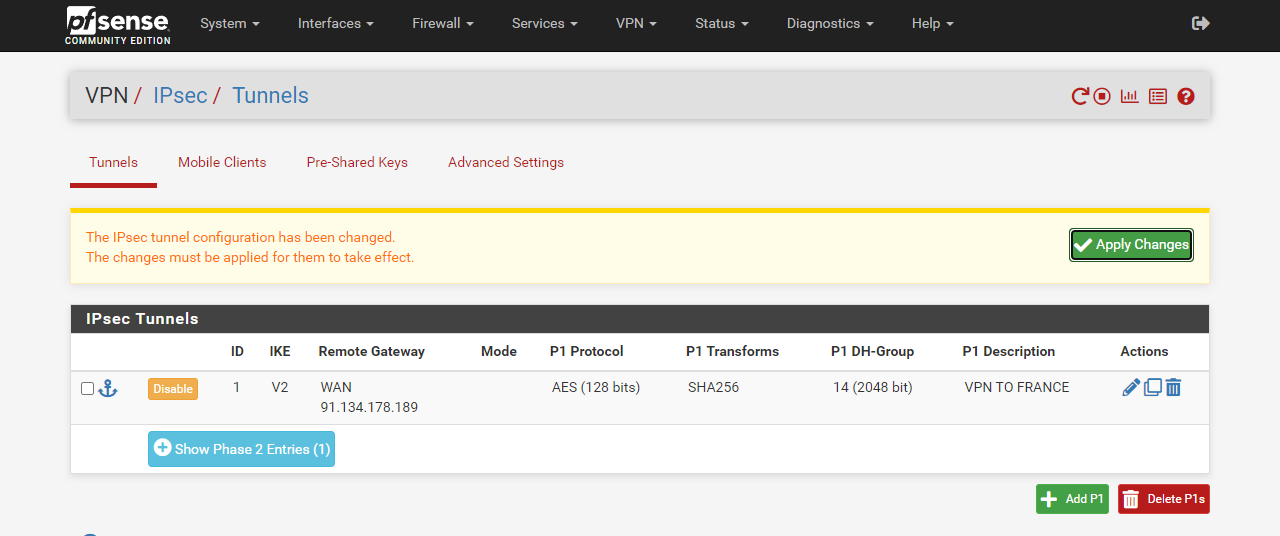 pfsense
COMMUNITY EDITION
System Interfaces Firewall Services VPN Status Diagnostics Help
VPN / IPsec / Tunnels
Tunnels Mobile Clients Pre-Shared Keys Advanced Settings
The IPsec tunnel configuration has been changed.
The changes must be applied for them to take effect.
Apply Changes
IPsec Tunnels
ID IKE Remote Gateway Mode P1 Protocol P1 Transforms P1 DH-Group P1 Description Actions
Disable 1 V2 WAN AES (128 bits) SHA256 14 (2048 bit) VPN TO FRANCE
91.134.178.189
Show Phase 2 Entries (1)
Add P1 Delete P1s